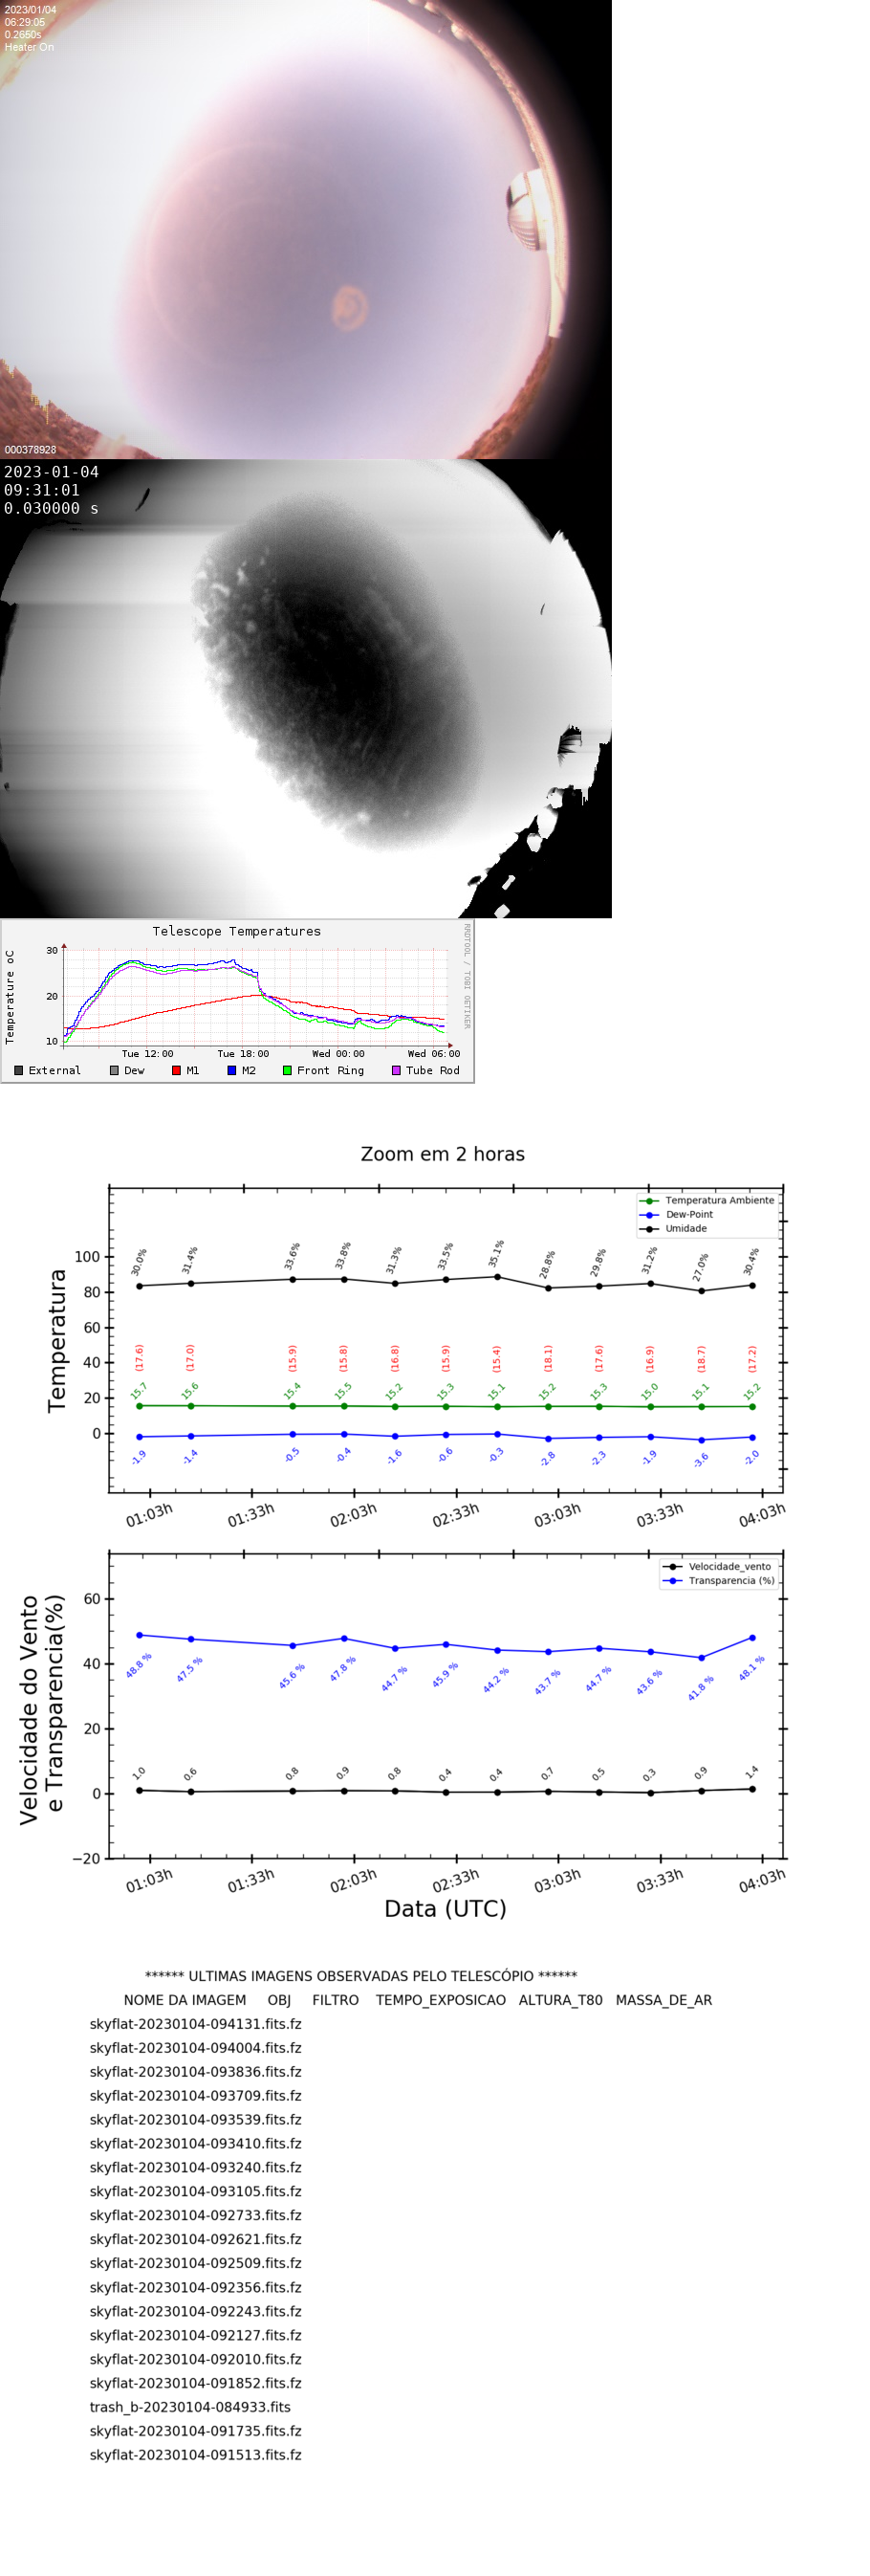 2023/01/04
06:29:05
0.2650s
Heater On
000378928
2023-01-04
09:31:01
0.030000 s
Telescope Temperatures
RRDTOOL / TOBI OETIKER
Temperature oC
30
20
10
Tue 12:00 Tue 18:00 Wed 00:00 Wed 06:00
External Dew M1 M2 Front Ring Tube Rod
Zoom em 2 horas
Temperatura Ambiente
Dew-Point
Umidade
Temperatura
100
80
60
40
20
0
30.0% 31.4% 33.6% 33.8% 31.3% 33.5% 35.1% 28.8% 29.8% 31.2% 27.0% 30.4%
(17.6) (17.0) (15.9) (15.8) (16.8) (15.9) (15.4) (18.1) (17.6) (16.9) (18.7) (17.2)
15.7 15.6 15.4 15.5 15.2 15.3 15.1 15.2 15.3 15.0 15.1 15.2
-1.9 -1.4 -0.5 -0.4 -1.6 -0.6 -0.3 -2.8 -2.3 -1.9 -3.6 -2.0
01:03h 01:33h 02:03h 02:33h 03:03h 03:33h 04:03h
Velocidade_vento
Transparencia (%)
Velocidade do Vento
e Transparencia(%)
60
40
20
0
−20
48.8 % 47.5 % 45.6 % 47.8 % 44.7 % 45.9 % 44.2 % 43.7 % 44.7 % 43.6 % 41.8 % 48.1 %
1.0 0.6 0.8 0.9 0.8 0.4 0.4 0.7 0.5 0.3 0.9 1.4
01:03h 01:33h 02:03h 02:33h 03:03h 03:33h 04:03h
Data (UTC)
****** ULTIMAS IMAGENS OBSERVADAS PELO TELESCÓPIO ******
NOME DA IMAGEM OBJ FILTRO TEMPO_EXPOSICAO ALTURA_T80 MASSA_DE_AR
skyflat-20230104-094131.fits.fz
skyflat-20230104-094004.fits.fz
skyflat-20230104-093836.fits.fz
skyflat-20230104-093709.fits.fz
skyflat-20230104-093539.fits.fz
skyflat-20230104-093410.fits.fz
skyflat-20230104-093240.fits.fz
skyflat-20230104-093105.fits.fz
skyflat-20230104-092733.fits.fz
skyflat-20230104-092621.fits.fz
skyflat-20230104-092509.fits.fz
skyflat-20230104-092356.fits.fz
skyflat-20230104-092243.fits.fz
skyflat-20230104-092127.fits.fz
skyflat-20230104-092010.fits.fz
skyflat-20230104-091852.fits.fz
trash_b-20230104-084933.fits
skyflat-20230104-091735.fits.fz
skyflat-20230104-091513.fits.fz